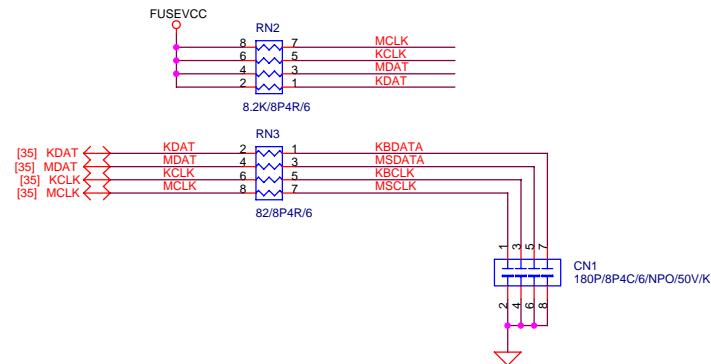 FUSEVCC
RN2
8 7 MCLK
6 5 KCLK
4 3 MDAT
2 1 KDAT
8.2K/8P4R/6
RN3
[35] KDAT KDAT 2 1 KBDATA
[35] MDAT MDAT 4 3 MSDATA
[35] KCLK KCLK 6 5 KBCLK
[35] MCLK MCLK 8 7 MSCLK
82/8P4R/6
1 3 5 7
CN1
180P/8P4C/6/NPO/50V/K
2 4 6 8